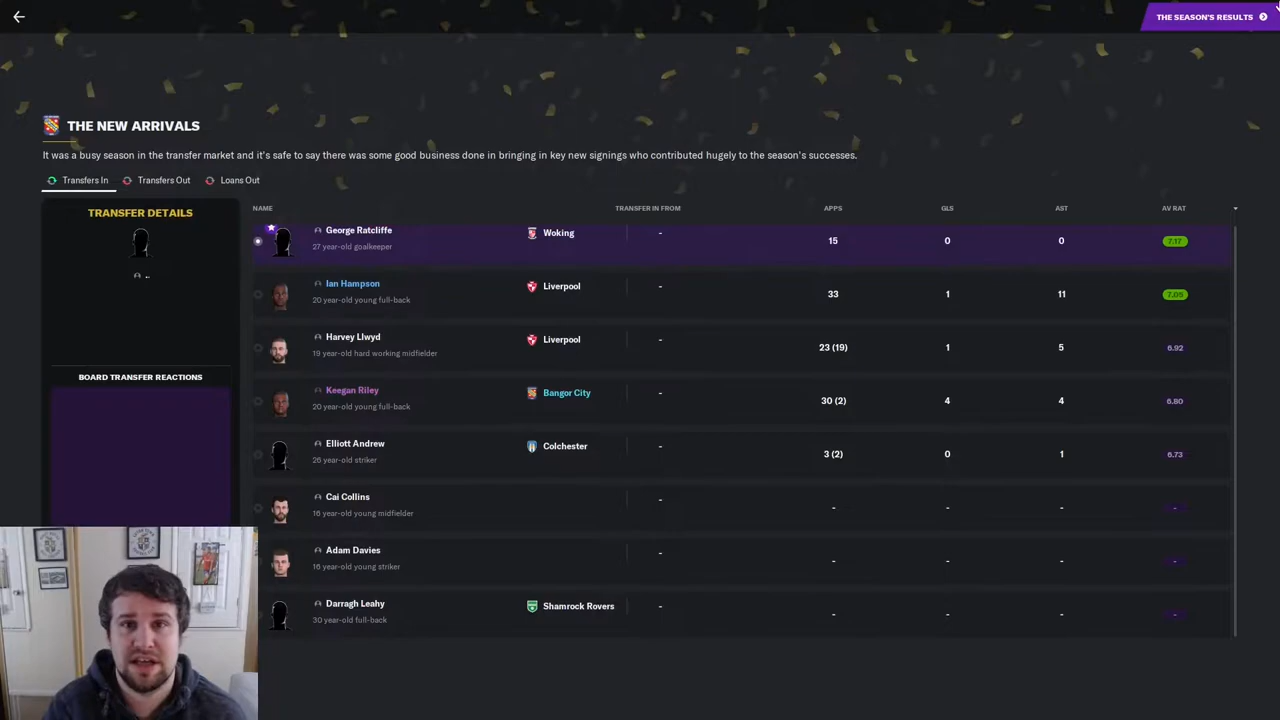 THE SEASON'S RESULTS
THE NEW ARRIVALS
It was a busy season in the transfer market and it's safe to say there was some good business done in bringing in key new signings who contributed hugely to the season's successes.
Transfers In Transfers Out Loans Out
TRANSFER DETAILS
BOARD TRANSFER REACTIONS
NAME TRANSFER IN FROM APPS GLS AST AV RAT
George Ratcliffe Woking - 15 0 0 7.17
27 year-old goalkeeper
Ian Hampson Liverpool - 33 1 11 7.05
20 year-old young full-back
Harvey Llwyd Liverpool - 23 (19) 1 5 6.92
19 year-old hard working midfielder
Keegan Riley Bangor City - 30 (2) 4 4 6.80
20 year-old young full-back
Elliott Andrew Colchester - 3 (2) 0 1 6.73
26 year-old striker
Cai Collins - - - - -
16 year-old young midfielder
Adam Davies - - - - -
16 year-old young striker
Darragh Leahy Shamrock Rovers - - - - -
30 year-old full-back